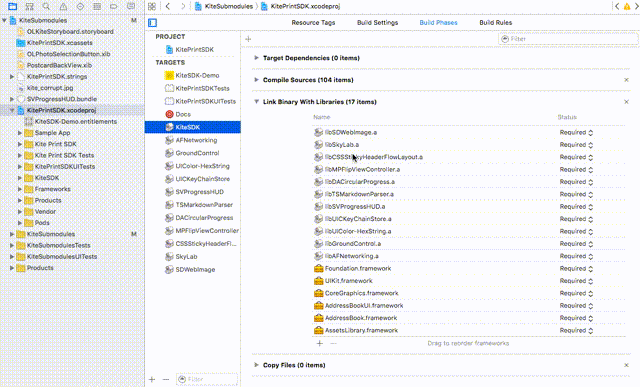 KiteSubmodules
KitePrintSDK.xcodeproj
KiteSubmodules M
OLKiteStoryboard.storyboard
KitePrintSDK.xcassets
OLPhotoSelectionButton.xib
PostcardBackView.xib
KitePrintSDK.strings
kite_corrupt.jpg
SVProgressHUD.bundle
KitePrintSDK.xcodeproj M
KiteSDK-Demo.entitlements
Sample App
Kite Print SDK
Kite Print SDK Tests
KitePrintSDKUITests
KiteSDK
Frameworks
Products
Vendor
Pods
KiteSubmodules M
KiteSubmodulesTests
KiteSubmodulesUITests
Products
Resource Tags
Build Settings
Build Phases
Build Rules
PROJECT
KitePrintSDK
TARGETS
KiteSDK-Demo
KitePrintSDKTests
KitePrintSDKUITests
Docs
KiteSDK
AFNetworking
GroundControl
UIColor-HexString
UICKeyChainStore
SVProgressHUD
TSMarkdownParser
DACircularProgress
MPFlipViewController
CSSStickyHeaderFl...
SkyLab
SDWebImage
Filter
Filter
Target Dependencies (0 items)
Compile Sources (104 items)
Link Binary With Libraries (17 items)
Name Status
libSDWebImage.a Required
libSkyLab.a Required
libCSSStickyHeaderFlowLayout.a Required
libMPFlipViewController.a Required
libDACircularProgress.a Required
libTSMarkdownParser.a Required
libSVProgressHUD.a Required
libUICKeyChainStore.a Required
libUIColor-HexString.a Required
libGroundControl.a Required
libAFNetworking.a Required
Foundation.framework Required
UIKit.framework Required
CoreGraphics.framework Required
AddressBookUI.framework Required
AddressBook.framework Required
AssetsLibrary.framework Required
Drag to reorder frameworks
Copy Files (0 items)